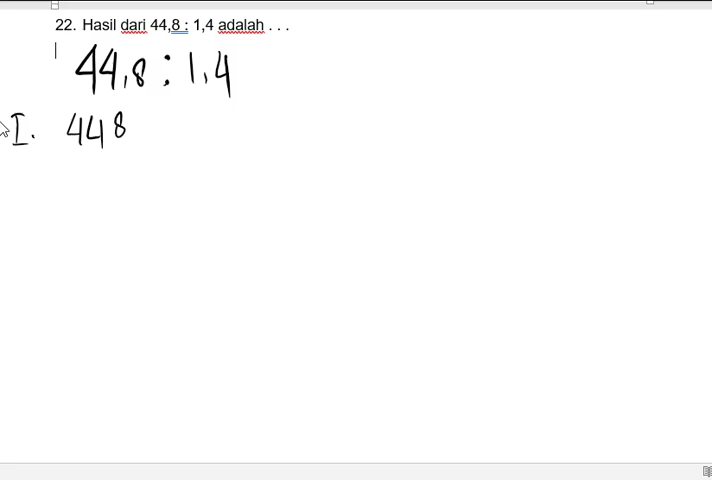 22. Hasil dari 44,8 : 1,4 adalah . . .
44,8 : 1,4
I. 448